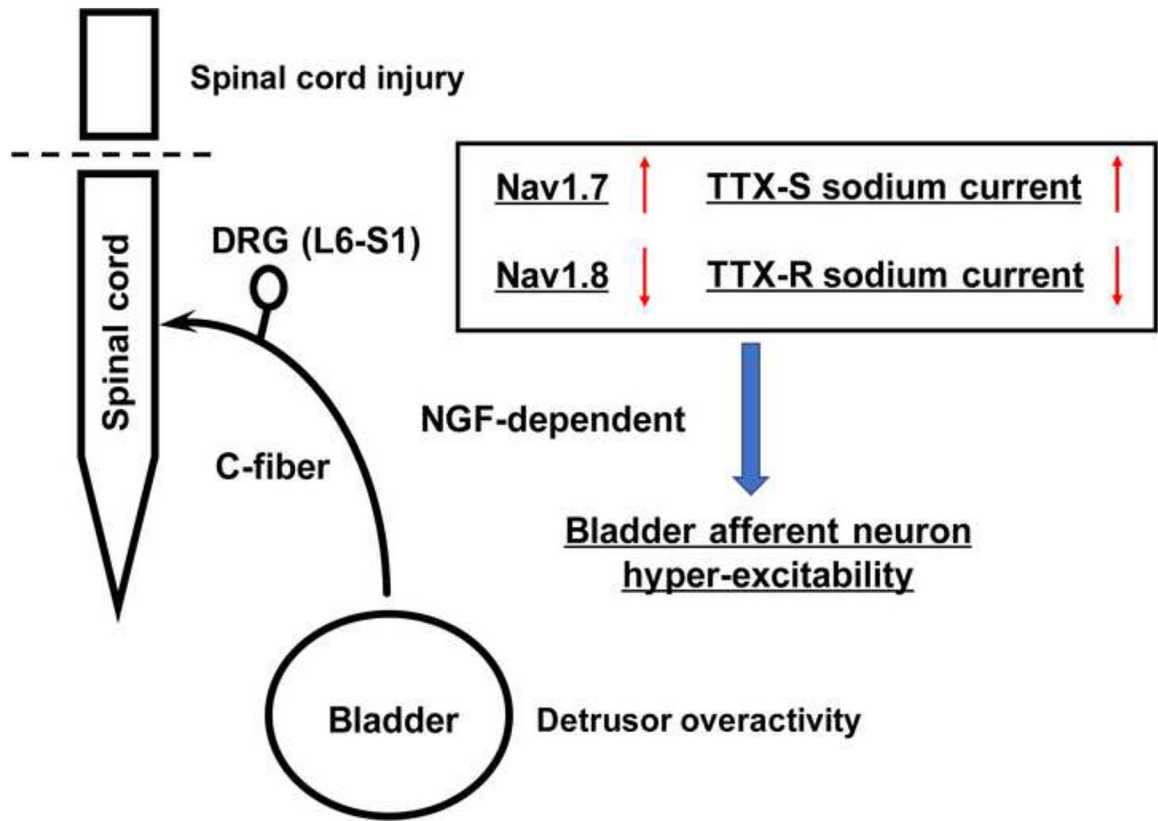 Spinal cord injury
Nav1.7 TTX-S sodium current
Nav1.8 TTX-R sodium current
DRG (L6-S1)
Spinal cord
C-fiber
NGF-dependent
Bladder afferent neuron
hyper-excitability
Bladder
Detrusor overactivity